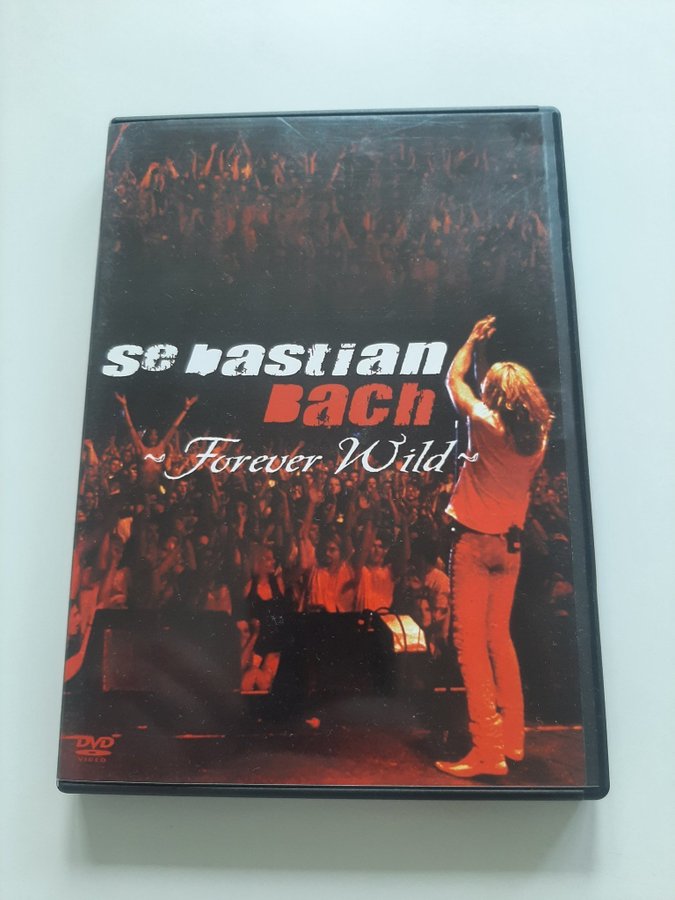 sebastian
Bach
~ Forever Wild ~
DVD
VIDEO